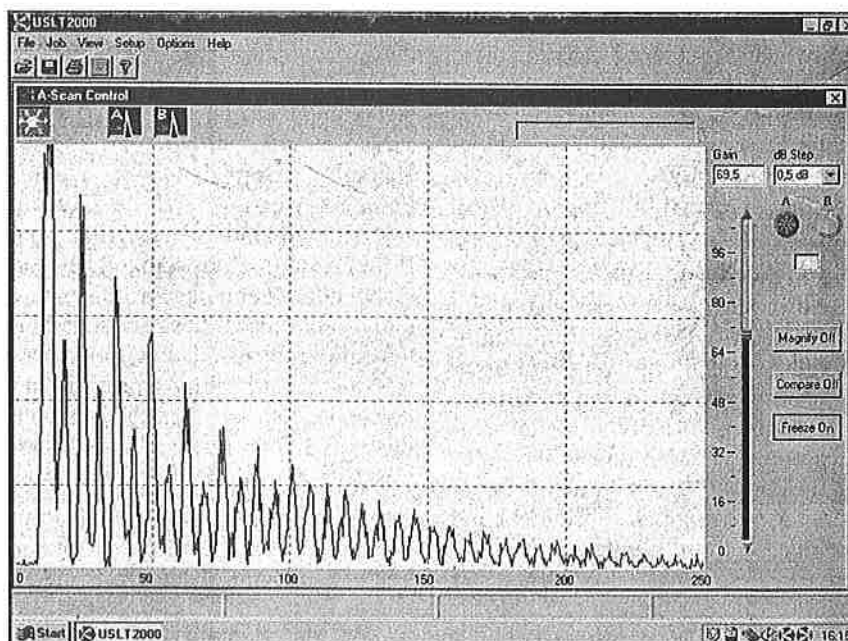 USLT2000
File Job View Setup Options Help
A-Scan Control
A B
Gain dB Step
69,5 0,5 dB
A B
96
80
64
48
32
16
0
Magnify Off
Compare Off
Freeze On
0 50 100 150 200 250
Start USLT2000